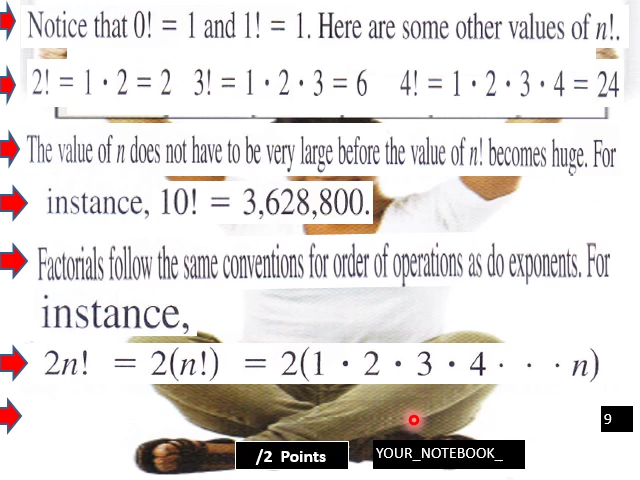 Notice that 0! = 1 and 1! = 1. Here are some other values of n!.
2! = 1 · 2 = 2 3! = 1 · 2 · 3 = 6 4! = 1 · 2 · 3 · 4 = 24
The value of n does not have to be very large before the value of n! becomes huge. For
instance, 10! = 3,628,800.
Factorials follow the same conventions for order of operations as do exponents. For
instance,
2n! = 2(n!) = 2(1 · 2 · 3 · 4 · · · n)
9
/2 Points
YOUR_NOTEBOOK_